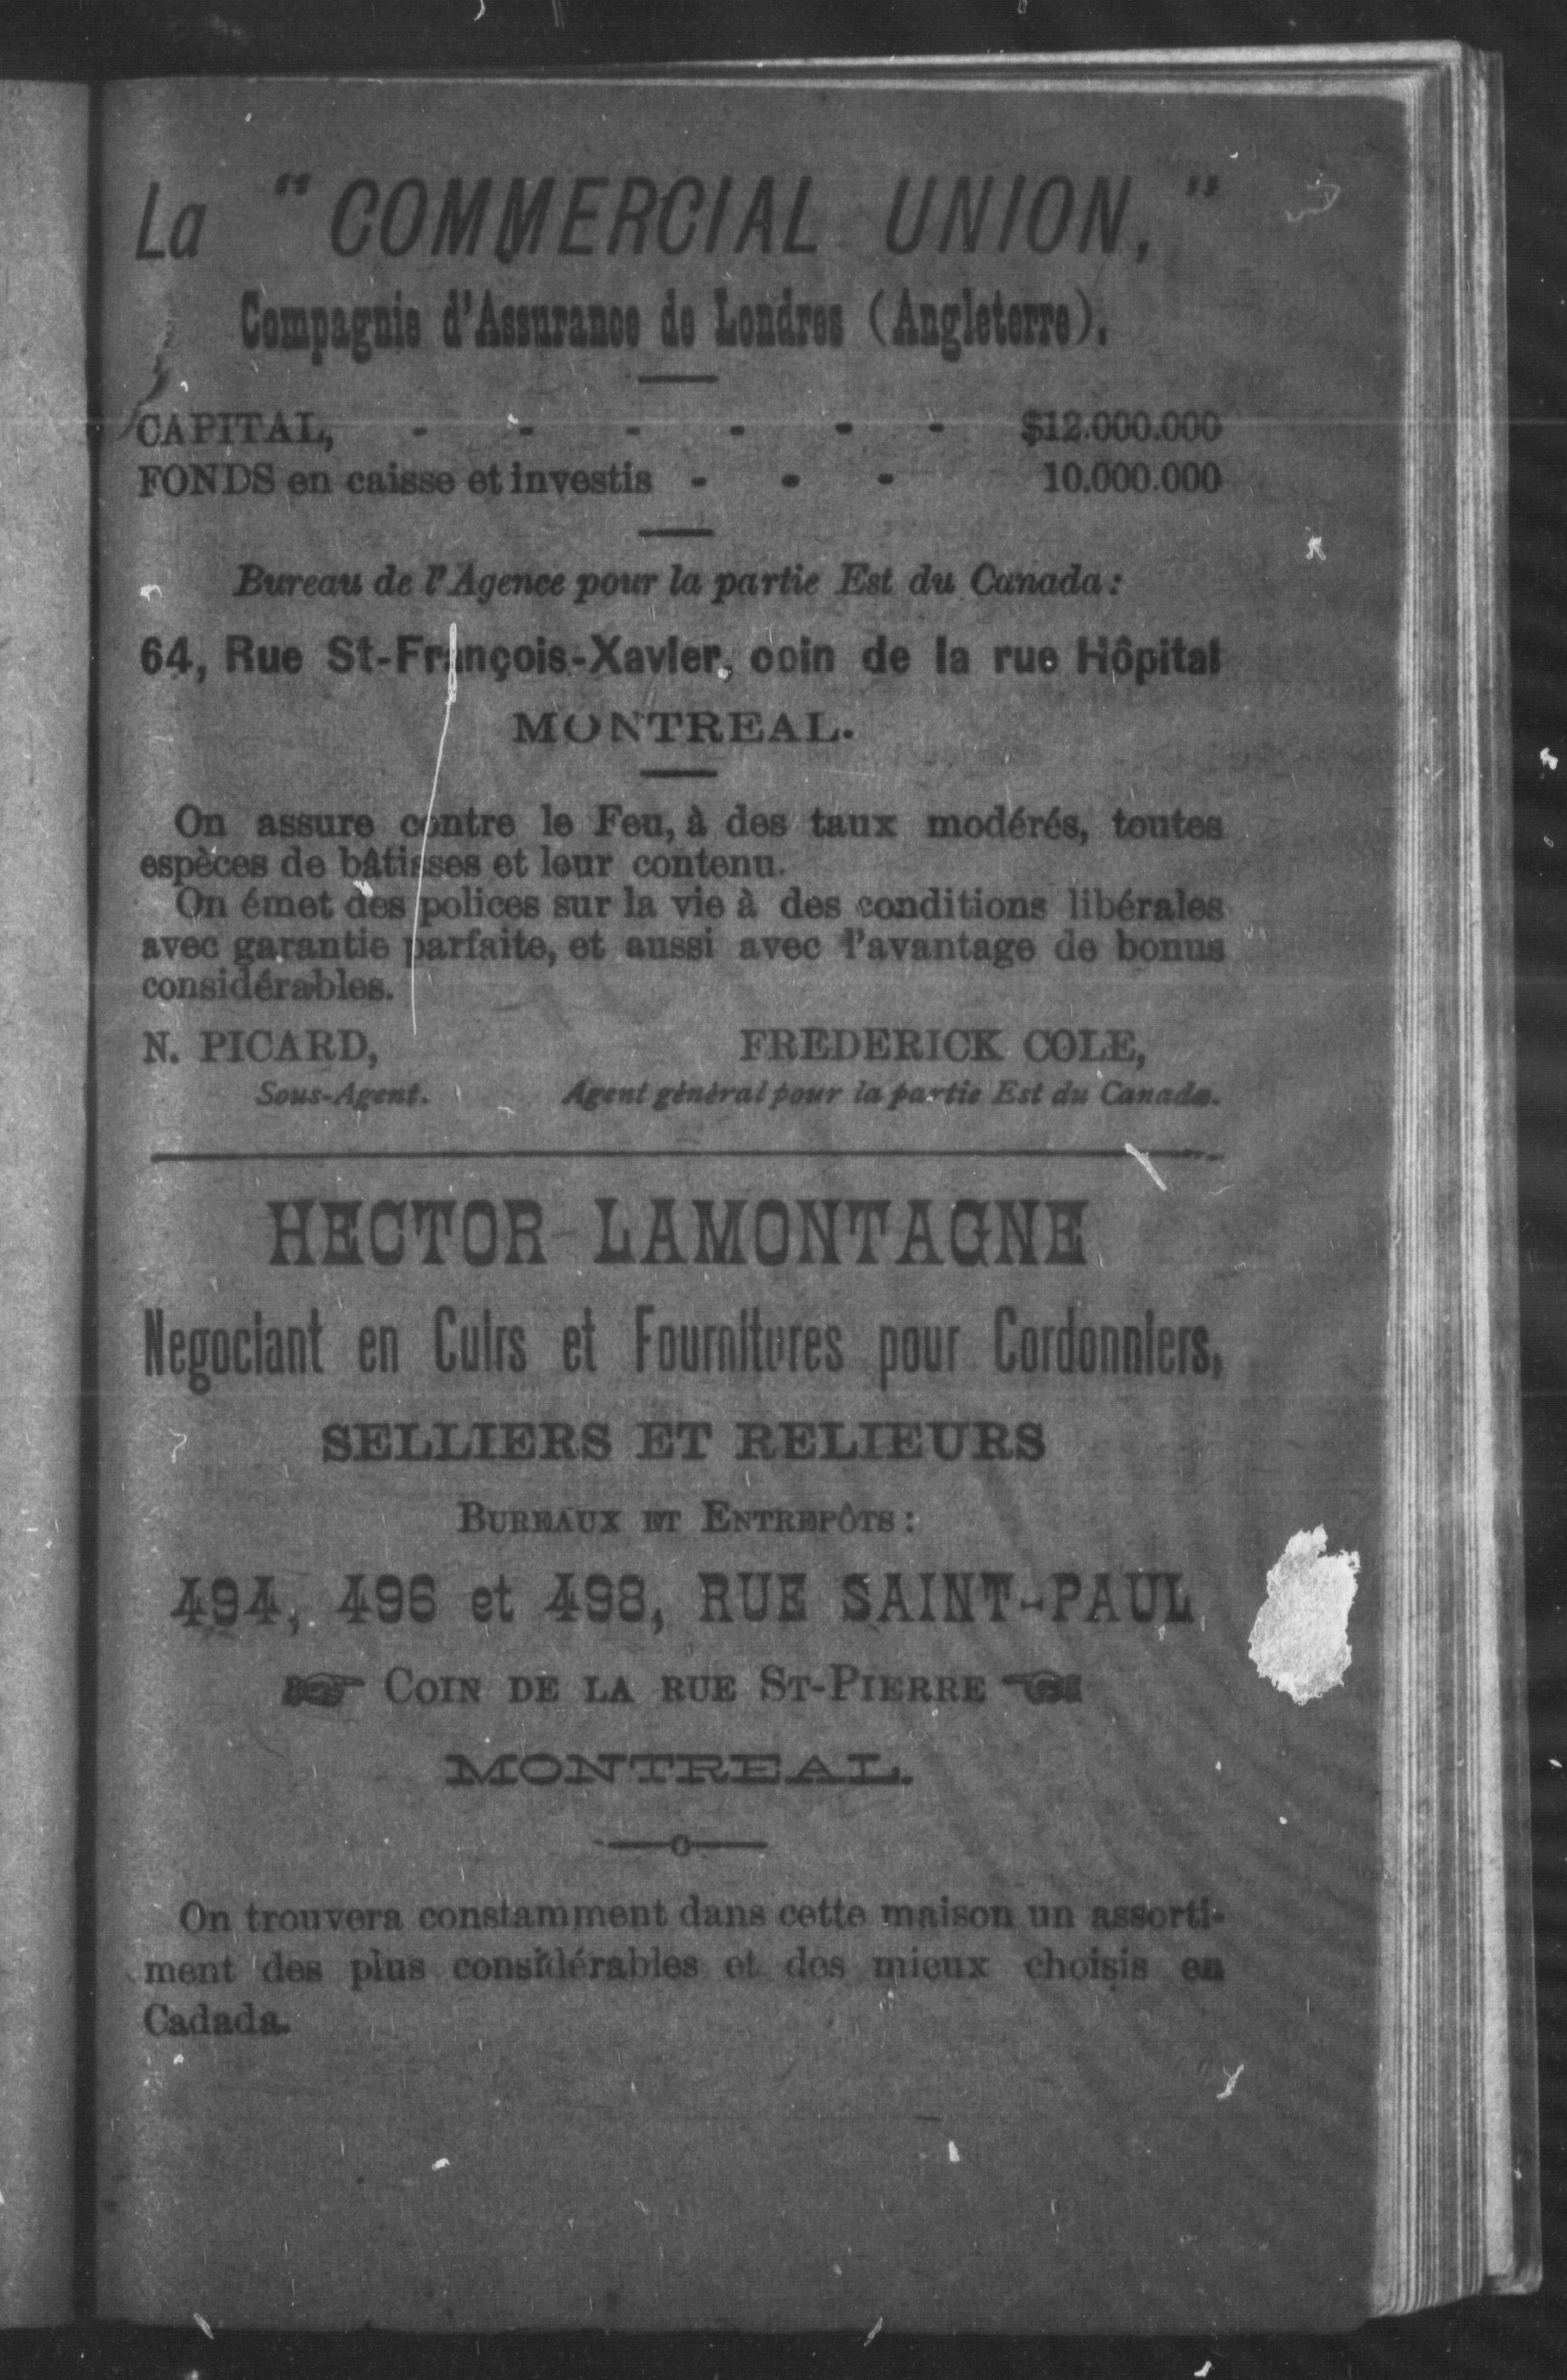 La "COMMERCIAL UNION,"
Compagnie d'Assurance de Londres (Angleterre).
CAPITAL, - - - - - - $12.000.000
FONDS en caisse et investis - - - 10.000.000
Bureau de l'Agence pour la partie Est du Canada:
64, Rue St-François-Xavier, coin de la rue Hôpital
MONTREAL.
On assure contre le Feu, à des taux modérés, toutes
espèces de bâtisses et leur contenu.
On émet des polices sur la vie à des conditions libérales
avec garantie parfaite, et aussi avec l'avantage de bonus
considérables.
N. PICARD, FREDERICK COLE,
Sous-Agent. Agent général pour la partie Est du Canada.
HECTOR LAMONTAGNE
Negociant en Cuirs et Fournitures pour Cordonniers,
SELLIERS ET RELIEURS
BUREAUX ET ENTREPÔTS:
494, 496 et 498, RUE SAINT-PAUL
COIN DE LA RUE ST-PIERRE
MONTREAL.
On trouvera constamment dans cette maison un assorti-
ment des plus considérables et des mieux choisis en
Cadada.